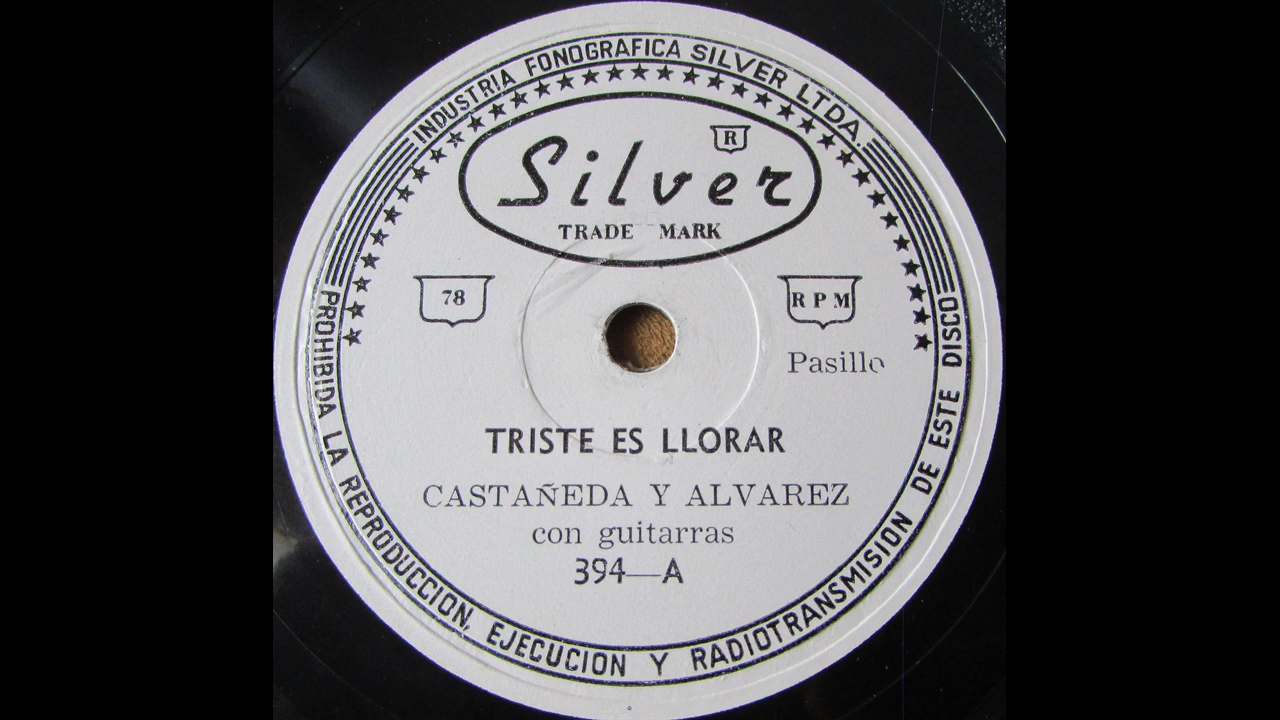 INDUSTRIA FONOGRAFICA SILVER LTDA.
R
Silver
TRADE MARK
78
RPM
Pasillo
TRISTE ES LLORAR
CASTAÑEDA Y ALVAREZ
con guitarras
394—A
PROHIBIDA LA REPRODUCCION, EJECUCION Y RADIOTRANSMISION DE ESTE DISCO